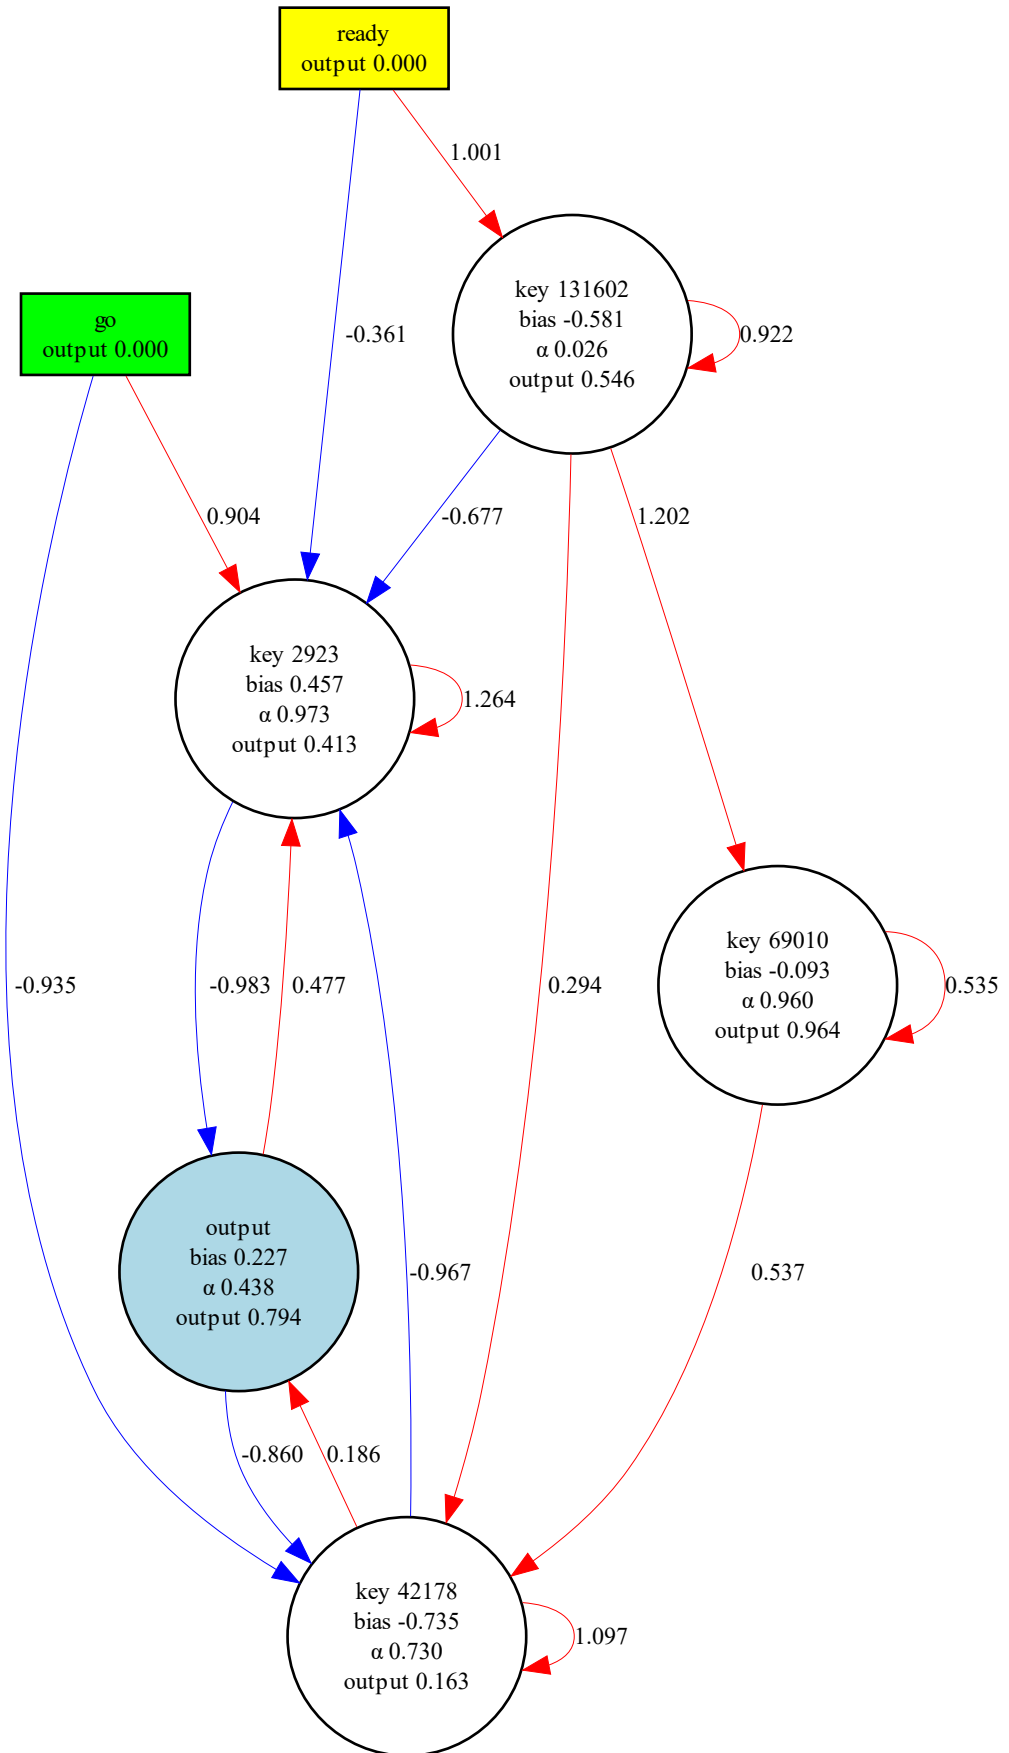 ready
output 0.000
1.001
key 131602
bias -0.581
α 0.026
output 0.546
0.922
go
output 0.000
-0.361
0.904
-0.677
1.202
key 2923
bias 0.457
α 0.973
output 0.413
1.264
key 69010
bias -0.093
α 0.960
output 0.964
-0.935
-0.983
0.477
0.294
0.535
output
bias 0.227
α 0.438
output 0.794
-0.967
0.537
-0.860
0.186
key 42178
bias -0.735
α 0.730
output 0.163
1.097